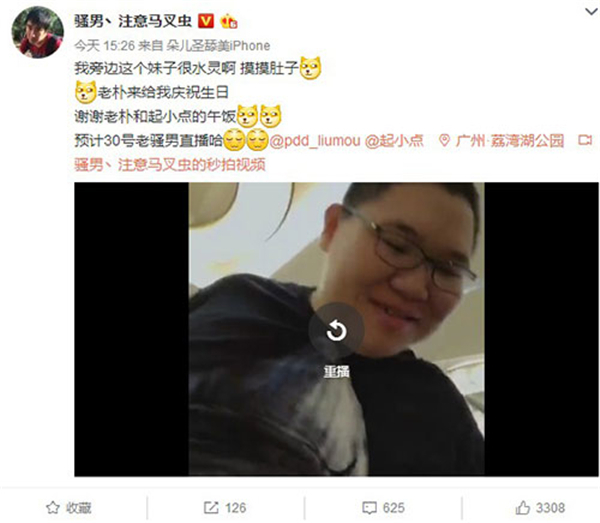 骚男丶注意马叉虫
今天 15:26 来自 朵儿圣舔美iPhone
我旁边这个妹子很水灵啊 摸摸肚子
老朴来给我庆祝生日
谢谢老朴和起小点的午饭
预计30号老骚男直播哈@pdd_liumou @起小点 广州·荔湾湖公园
骚男丶注意马叉虫的秒拍视频
重播
收藏 126 625 3308